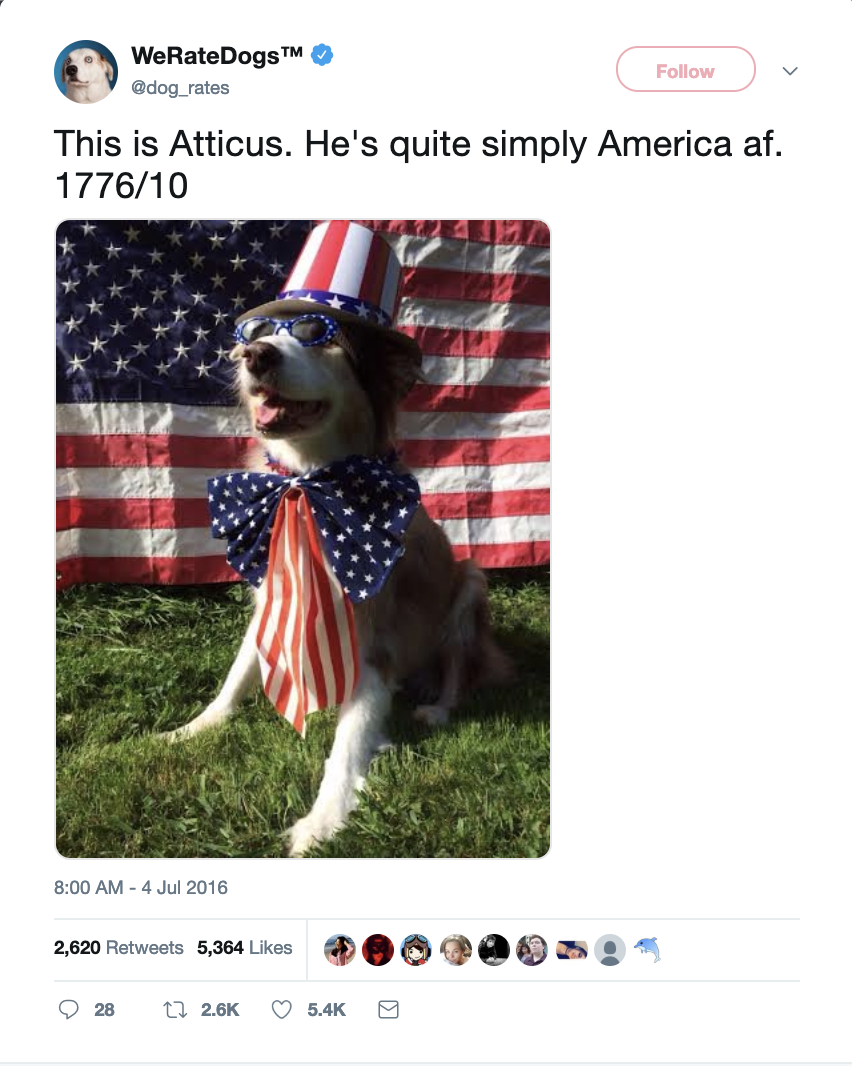 WeRateDogs™
@dog_rates
Follow
This is Atticus. He's quite simply America af.
1776/10
8:00 AM - 4 Jul 2016
2,620 Retweets 5,364 Likes
28 2.6K 5.4K